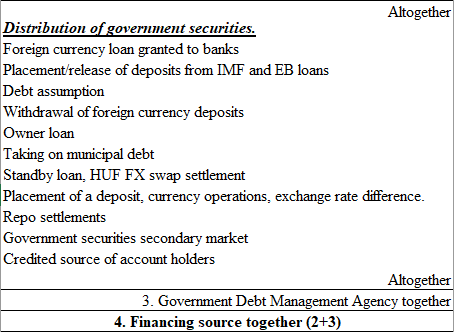 Altogether
Distribution of government securities.
Foreign currency loan granted to banks
Placement/release of deposits from IMF and EB loans
Debt assumption
Withdrawal of foreign currency deposits
Owner loan
Taking on municipal debt
Standby loan, HUF FX swap settlement
Placement of a deposit, currency operations, exchange rate difference.
Repo settlements
Government securities secondary market
Credited source of account holders
Altogether
3. Government Debt Management Agency together
4. Financing source together (2+3)